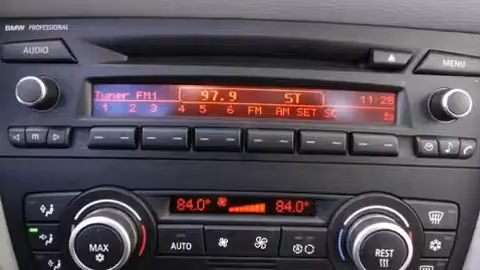 BMW PROFESSIONAL
AUDIO
MENU
Tuner FM1 97.9 ST 11:28
1 2 3 4 5 6 FM AM SET SC
m
84.0° 84.0°
MAX AUTO REST